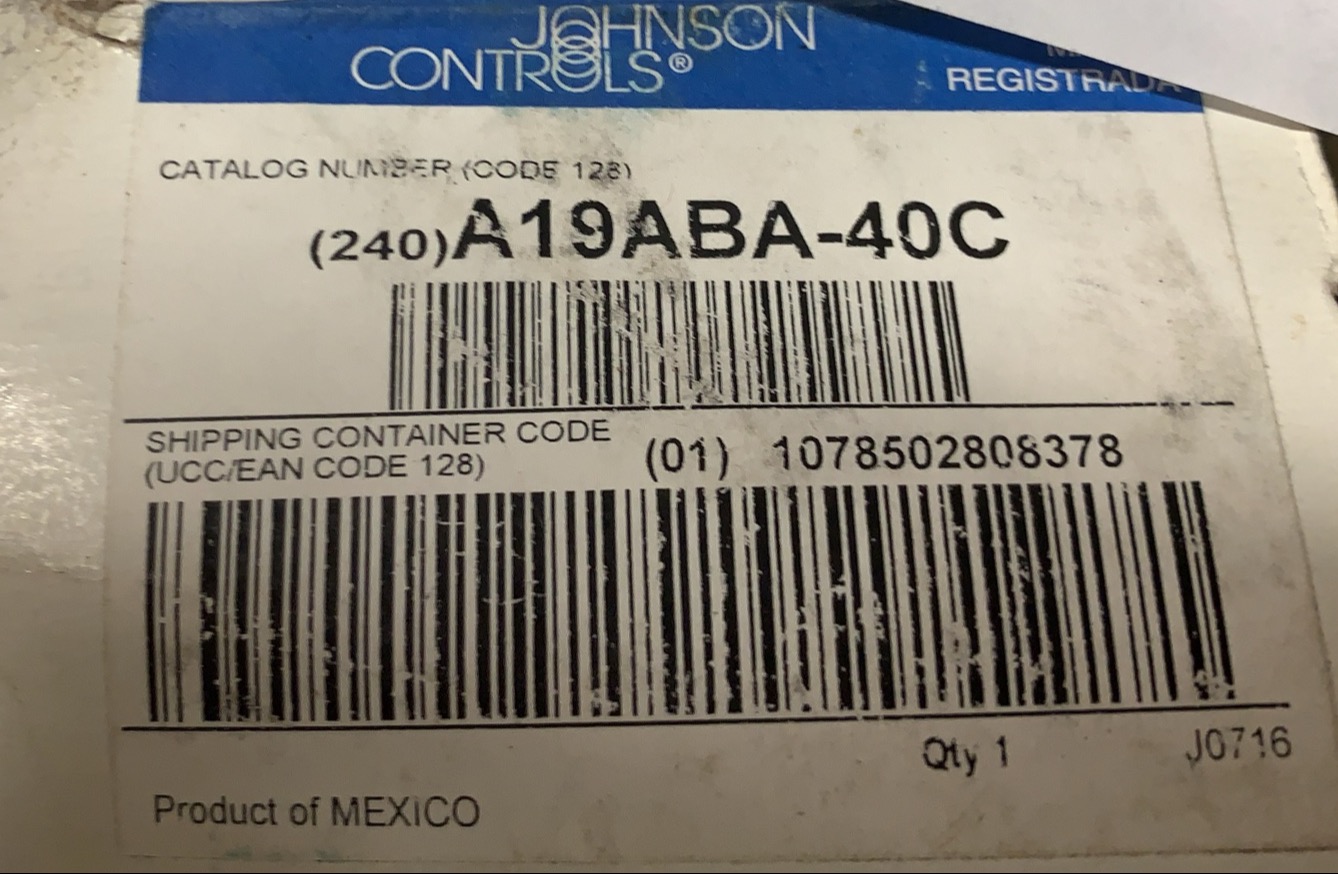 JOHNSON
CONTROLS®
REGISTRADA
CATALOG NUMBER (CODE 128)
(240)A19ABA-40C
SHIPPING CONTAINER CODE
(UCC/EAN CODE 128)
(01) 1078502808378
Qty 1
J0716
Product of MEXICO